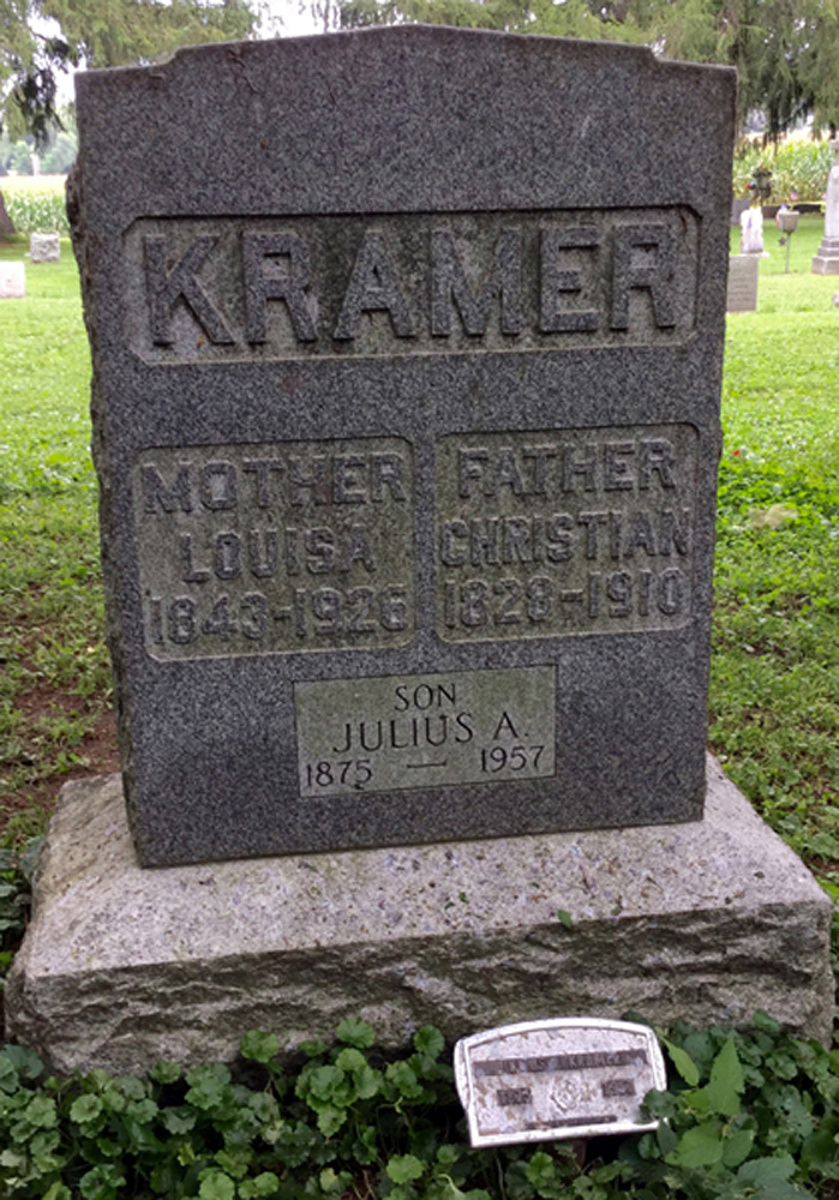 KRAMER
MOTHER
LOUISA
1843-1926
FATHER
CHRISTIAN
1828-1910
SON
JULIUS A.
1875 — 1957